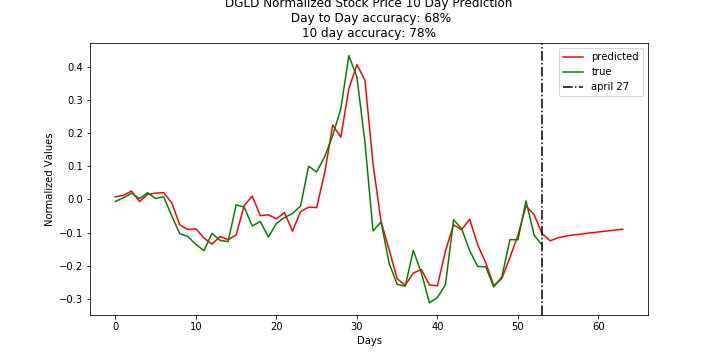 DGLD Normalized Stock Price 10 Day Prediction
Day to Day accuracy: 68%
10 day accuracy: 78%
predicted
true
april 27
0.4
0.3
0.2
0.1
0.0
−0.1
−0.2
−0.3
Normalized Values
0 10 20 30 40 50 60
Days